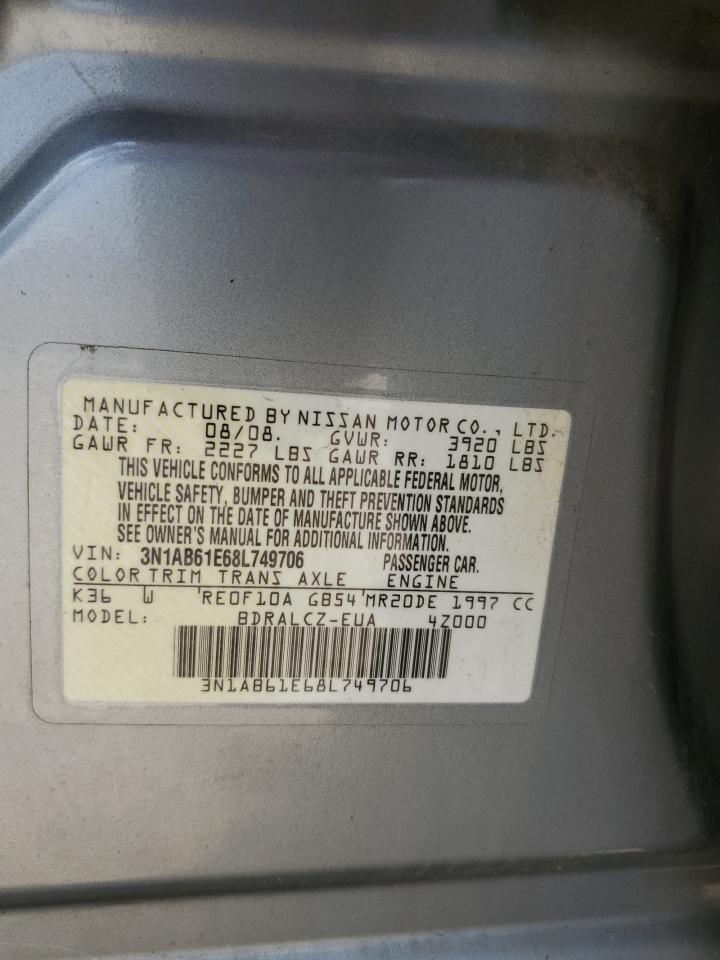 MANUFACTURED BY NISSAN MOTOR CO., LTD.
DATE: 08/08. GVWR: 3920 LBS
GAWR FR: 2227 LBS GAWR RR: 1810 LBS
THIS VEHICLE CONFORMS TO ALL APPLICABLE FEDERAL MOTOR,
VEHICLE SAFETY, BUMPER AND THEFT PREVENTION STANDARDS
IN EFFECT ON THE DATE OF MANUFACTURE SHOWN ABOVE.
SEE OWNER'S MANUAL FOR ADDITIONAL INFORMATION.
VIN: 3N1AB61E68L749706 PASSENGER CAR.
COLOR TRIM TRANS AXLE ENGINE
K36 W RE0F10A GB54 MR20DE 1997 CC
MODEL: BDRALCZ-EUA 4Z000
3N1AB61E68L749706